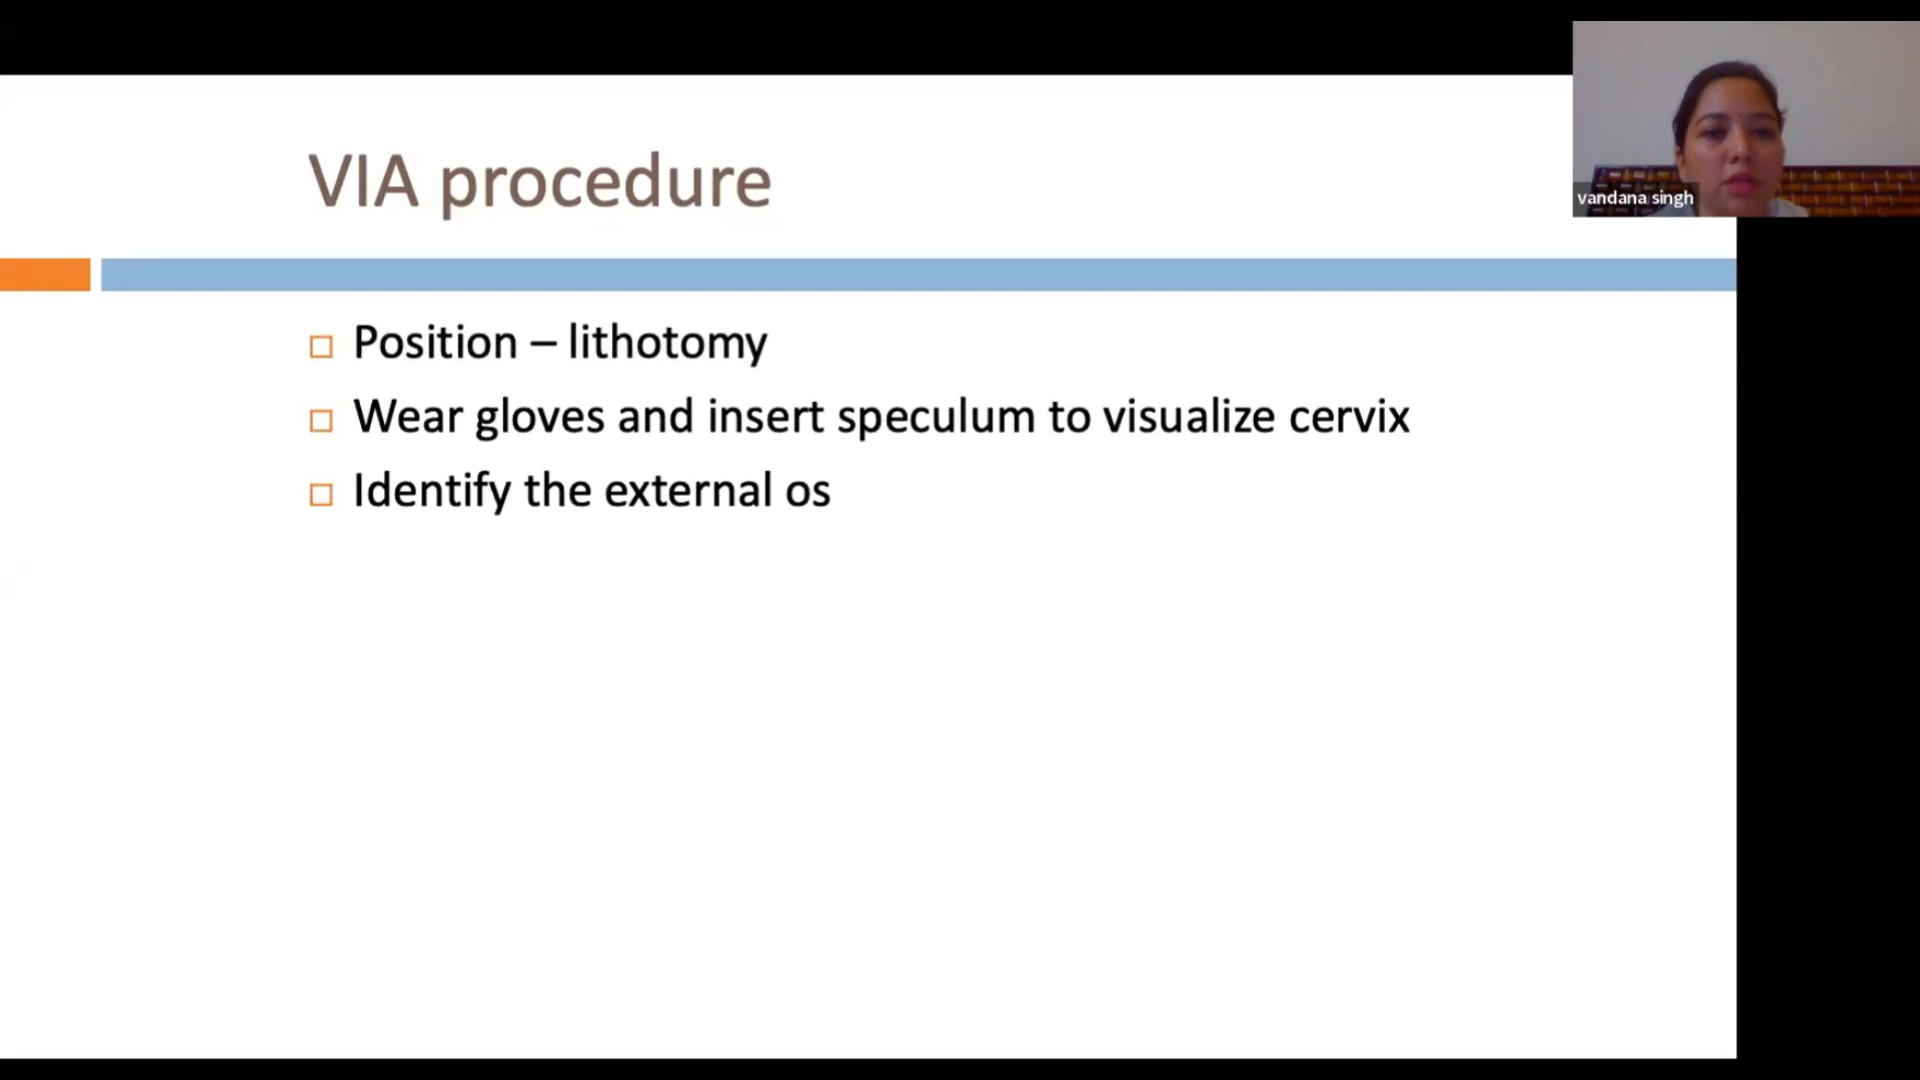 VIA procedure
vandana singh
Position – lithotomy
Wear gloves and insert speculum to visualize cervix
Identify the external os